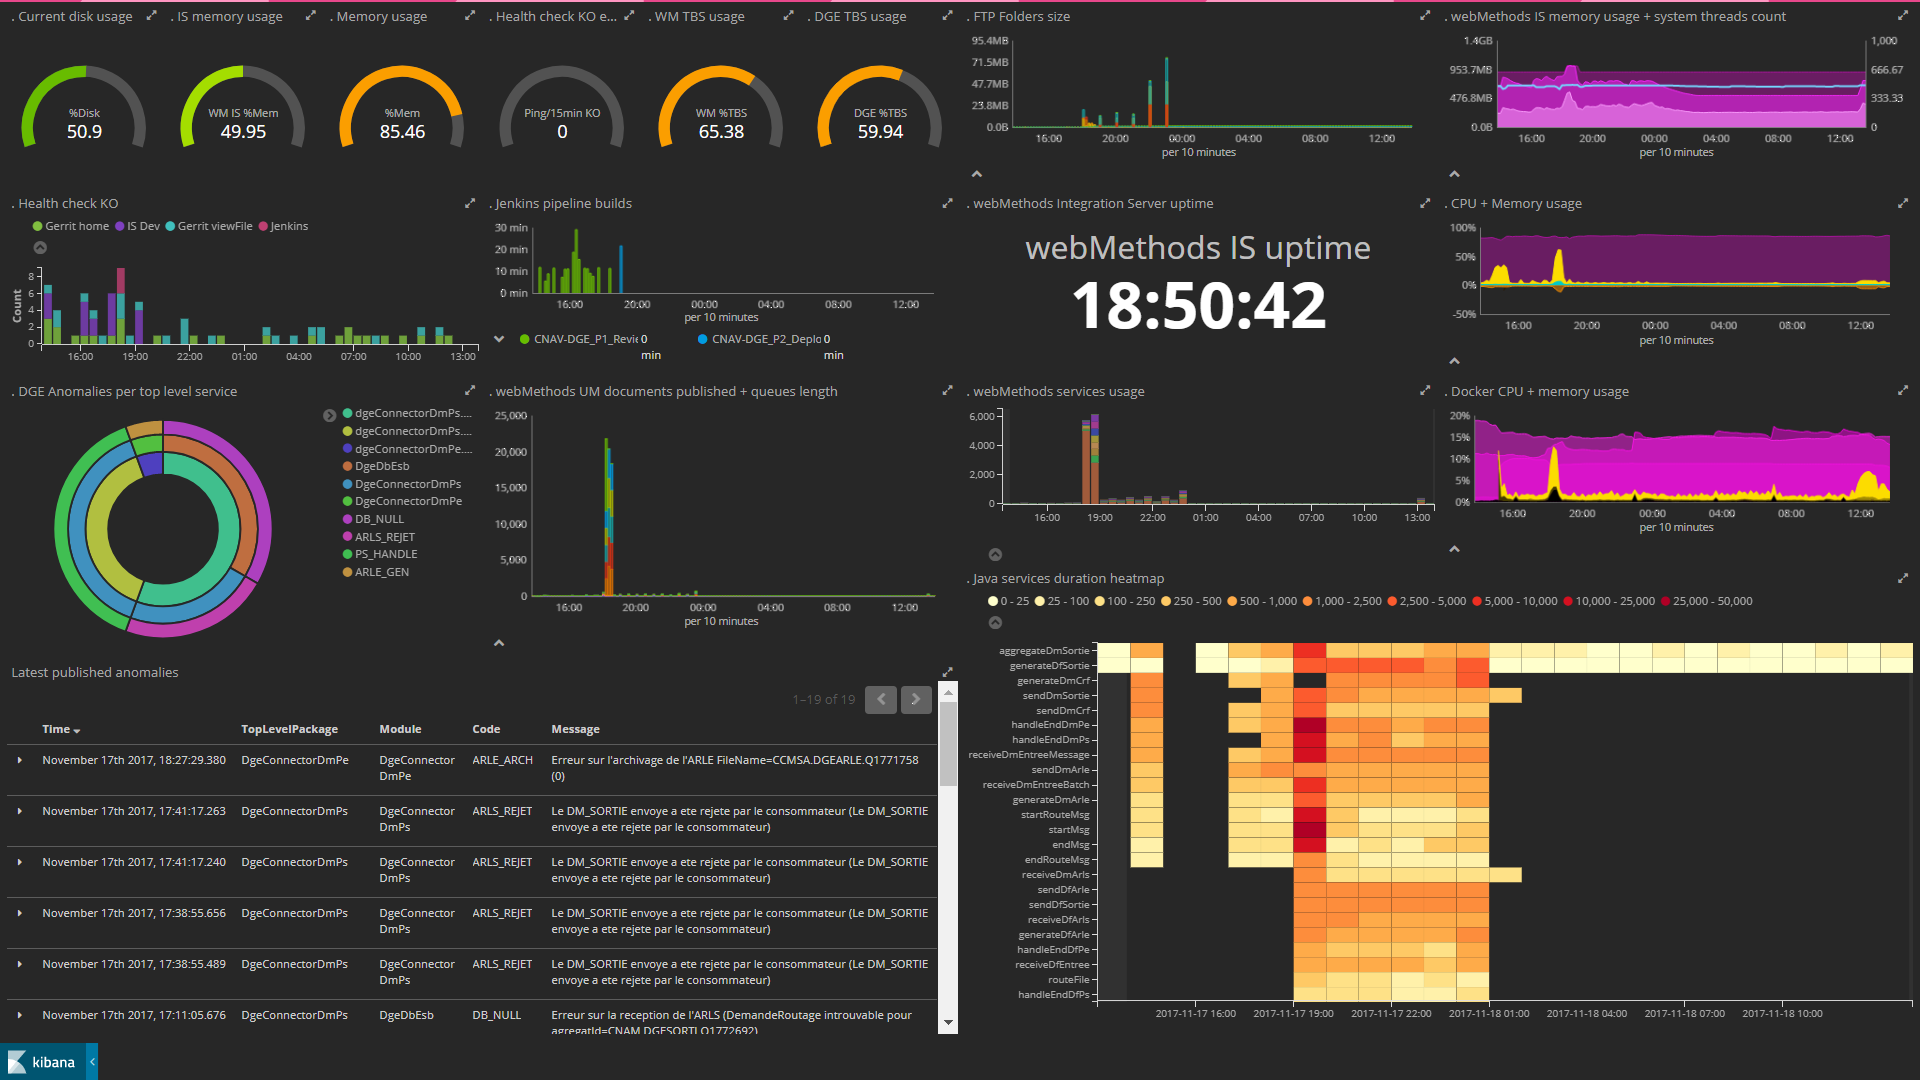 . Current disk usage
. IS memory usage
. Memory usage
. Health check KO e...
. WM TBS usage
. DGE TBS usage
%Disk
50.9
WM IS %Mem
49.95
%Mem
85.46
Ping/15min KO
0
WM %TBS
65.38
DGE %TBS
59.94
. FTP Folders size
95.4MB
71.5MB
47.7MB
23.8MB
0.0B
16:00 20:00 00:00 04:00 08:00 12:00
per 10 minutes
. webMethods IS memory usage + system threads count
1.4GB
953.7MB
476.8MB
0.0B
1,000
666.67
333.33
0
16:00 20:00 00:00 04:00 08:00 12:00
per 10 minutes
. Health check KO
Gerrit home IS Dev Gerrit viewFile Jenkins
Count
8
6
4
2
0
16:00 19:00 22:00 01:00 04:00 07:00 10:00 13:00
. Jenkins pipeline builds
30 min
20 min
10 min
0 min
16:00 20:00 00:00 04:00 08:00 12:00
per 10 minutes
CNAV-DGE_P1_Revie 0 min
CNAV-DGE_P2_Deplo 0 min
. webMethods Integration Server uptime
webMethods IS uptime
18:50:42
. CPU + Memory usage
100%
50%
0%
-50%
16:00 20:00 00:00 04:00 08:00 12:00
per 10 minutes
. DGE Anomalies per top level service
dgeConnectorDmPs....
dgeConnectorDmPs....
dgeConnectorDmPe....
DgeDbEsb
DgeConnectorDmPs
DgeConnectorDmPe
DB_NULL
ARLS_REJET
PS_HANDLE
ARLE_GEN
. webMethods UM documents published + queues length
25,000
20,000
15,000
10,000
5,000
0
16:00 20:00 00:00 04:00 08:00 12:00
per 10 minutes
. webMethods services usage
6,000
4,000
2,000
0
16:00 19:00 22:00 01:00 04:00 07:00 10:00 13:00
. Docker CPU + memory usage
20%
15%
10%
5%
0%
16:00 20:00 00:00 04:00 08:00 12:00
per 10 minutes
. Java services duration heatmap
0 - 25 25 - 100 100 - 250 250 - 500 500 - 1,000 1,000 - 2,500 2,500 - 5,000 5,000 - 10,000 10,000 - 25,000 25,000 - 50,000
aggregateDmSortie
generateDfSortie
generateDmCrf
sendDmSortie
sendDmCrf
handleEndDmPe
handleEndDmPs
receiveDmEntreeMessage
sendDmArle
receiveDmEntreeBatch
generateDmArle
startRouteMsg
startMsg
endMsg
endRouteMsg
receiveDmArls
sendDfArle
sendDfSortie
receiveDfArls
generateDfArle
handleEndDfPe
receiveDfEntree
routeFile
handleEndDfPs
2017-11-17 16:00 2017-11-17 19:00 2017-11-17 22:00 2017-11-18 01:00 2017-11-18 04:00 2017-11-18 07:00 2017-11-18 10:00
Latest published anomalies
1–19 of 19
Time TopLevelPackage Module Code Message
November 17th 2017, 18:27:29.380 DgeConnectorDmPe DgeConnector ARLE_ARCH Erreur sur l'archivage de l'ARLE FileName=CCMSA.DGEARLE.Q1771758
DmPe (0)
November 17th 2017, 17:41:17.263 DgeConnectorDmPs DgeConnector ARLS_REJET Le DM_SORTIE envoye a ete rejete par le consommateur (Le DM_SORTIE
DmPs envoye a ete rejete par le consommateur)
November 17th 2017, 17:41:17.240 DgeConnectorDmPs DgeConnector ARLS_REJET Le DM_SORTIE envoye a ete rejete par le consommateur (Le DM_SORTIE
DmPs envoye a ete rejete par le consommateur)
November 17th 2017, 17:38:55.656 DgeConnectorDmPs DgeConnector ARLS_REJET Le DM_SORTIE envoye a ete rejete par le consommateur (Le DM_SORTIE
DmPs envoye a ete rejete par le consommateur)
November 17th 2017, 17:38:55.489 DgeConnectorDmPs DgeConnector ARLS_REJET Le DM_SORTIE envoye a ete rejete par le consommateur (Le DM_SORTIE
DmPs envoye a ete rejete par le consommateur)
November 17th 2017, 17:11:05.676 DgeConnectorDmPs DgeDbEsb DB_NULL Erreur sur la reception de l'ARLS (DemandeRoutage introuvable pour
agregatId=CNAM.DGESORTI.Q1772692)
kibana